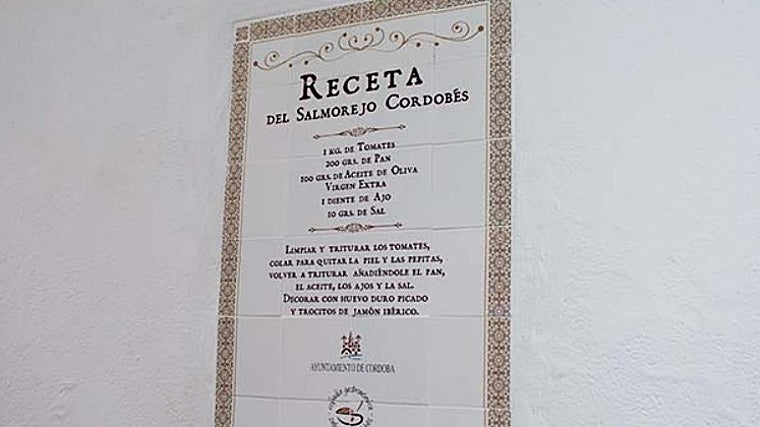 RECETA
DEL SALMOREJO CORDOBÉS
1 KG. DE TOMATES
200 GRS. DE PAN
100 GRS. DE ACEITE DE OLIVA
VIRGEN EXTRA
1 DIENTE DE AJO
10 GRS. DE SAL
LIMPIAR Y TRITURAR LOS TOMATES,
COLAR PARA QUITAR LA PIEL Y LAS PEPITAS,
VOLVER A TRITURAR AÑADIÉNDOLE EL PAN,
EL ACEITE, LOS AJOS Y LA SAL.
DECORAR CON HUEVO DURO PICADO
Y TROCITOS DE JAMÓN IBÉRICO.
AYUNTAMIENTO DE CORDOBA